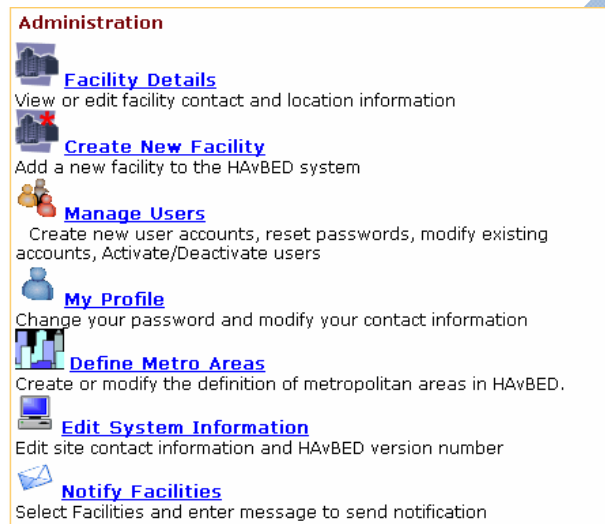 Administration
Facility Details
View or edit facility contact and location information
Create New Facility
Add a new facility to the HAvBED system
Manage Users
Create new user accounts, reset passwords, modify existing
accounts, Activate/Deactivate users
My Profile
Change your password and modify your contact information
Define Metro Areas
Create or modify the definition of metropolitan areas in HAvBED.
Edit System Information
Edit site contact information and HAvBED version number
Notify Facilities
Select Facilities and enter message to send notification